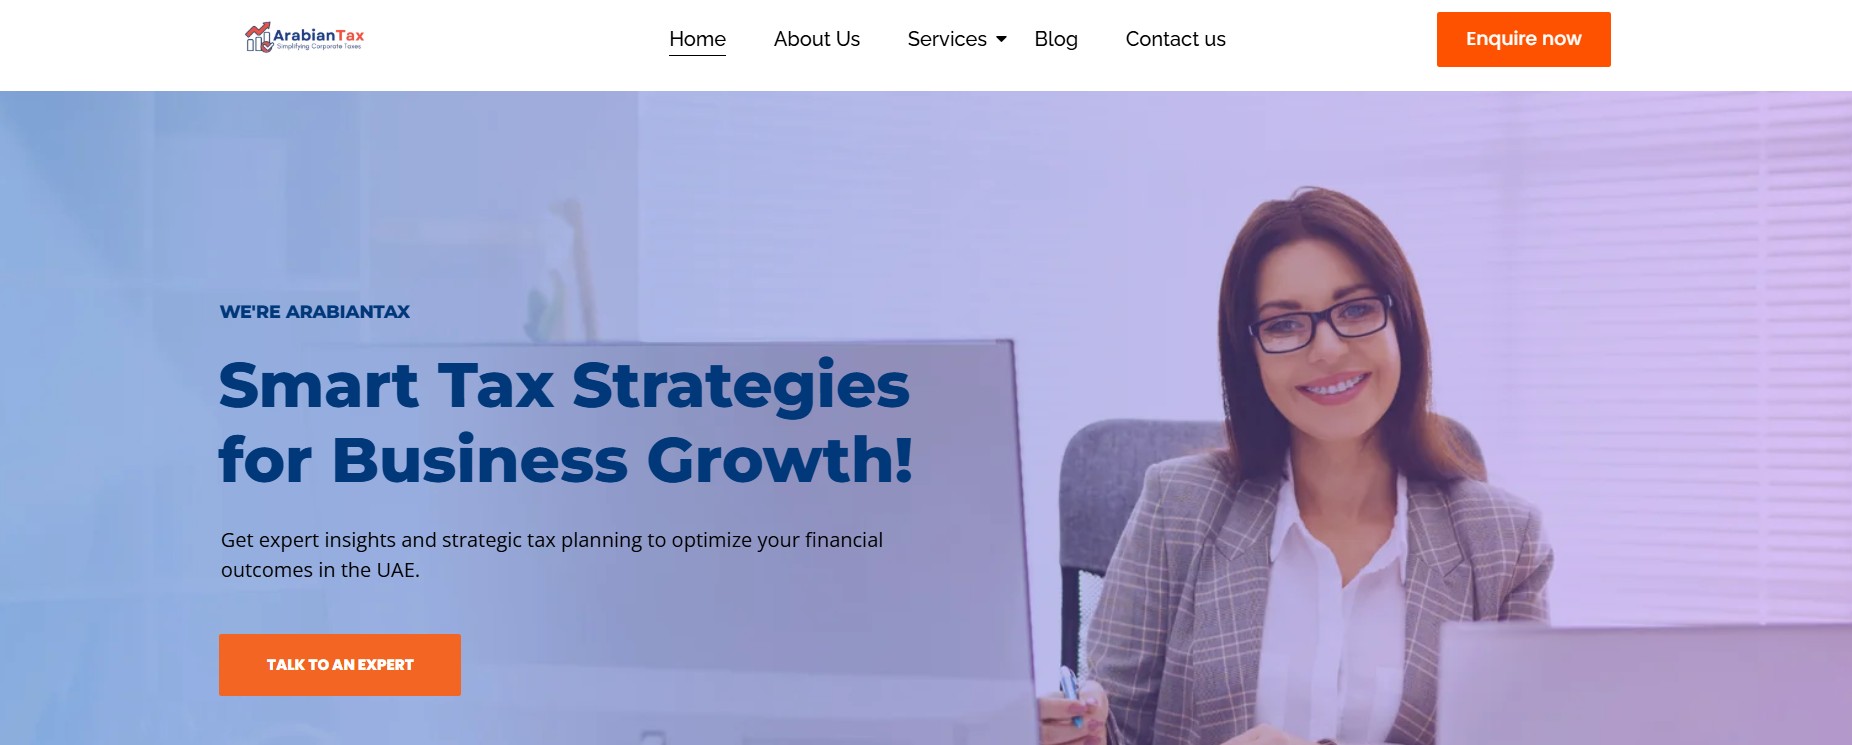 ArabianTax
Simplifying Corporate Taxes
Home
About Us
Services
Blog
Contact us
Enquire now
WE'RE ARABIANTAX
Smart Tax Strategies
for Business Growth!
Get expert insights and strategic tax planning to optimize your financial
outcomes in the UAE.
TALK TO AN EXPERT